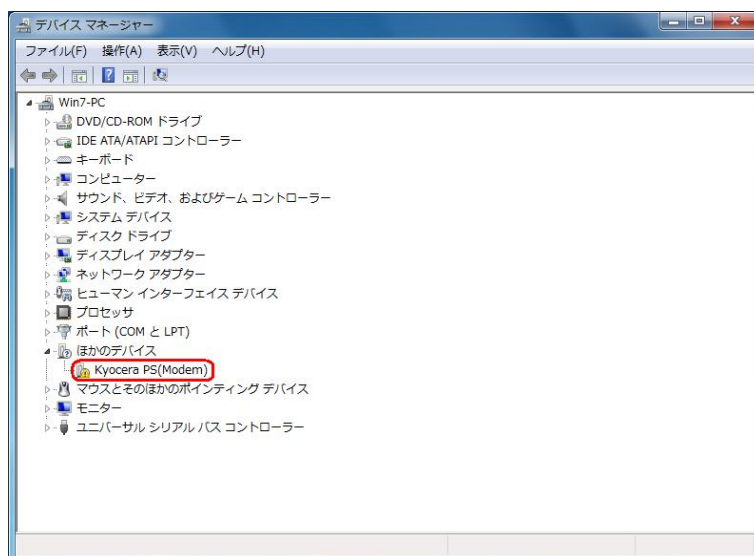 デバイス マネージャー
ファイル(F) 操作(A) 表示(V) ヘルプ(H)
Win7-PC
DVD/CD-ROM ドライブ
IDE ATA/ATAPI コントローラー
キーボード
コンピューター
サウンド、ビデオ、およびゲーム コントローラー
システム デバイス
ディスク ドライブ
ディスプレイ アダプター
ネットワーク アダプター
ヒューマン インターフェイス デバイス
プロセッサ
ポート (COM と LPT)
ほかのデバイス
Kyocera PS(Modem)
マウスとそのほかのポインティング デバイス
モニター
ユニバーサル シリアル バス コントローラー